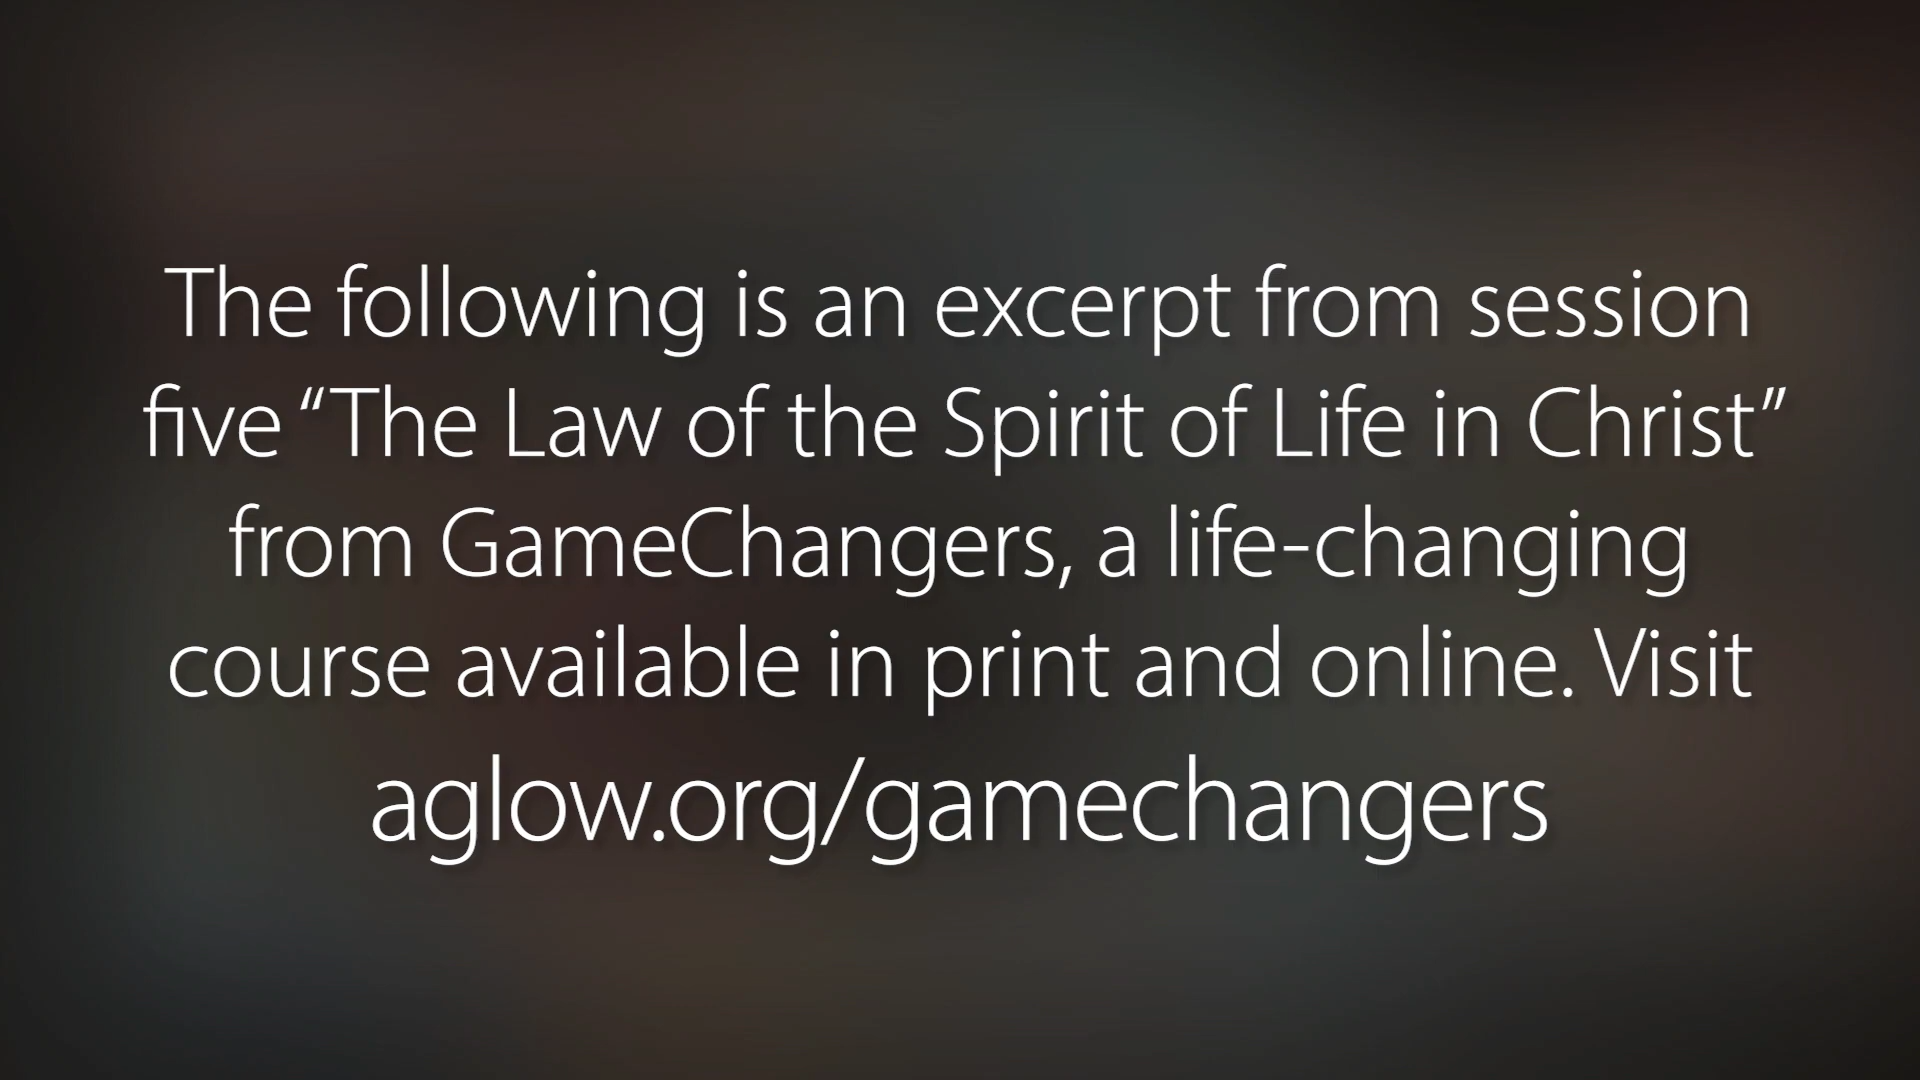 The following is an excerpt from session
five “The Law of the Spirit of Life in Christ”
from GameChangers, a life-changing
course available in print and online. Visit
aglow.org/gamechangers